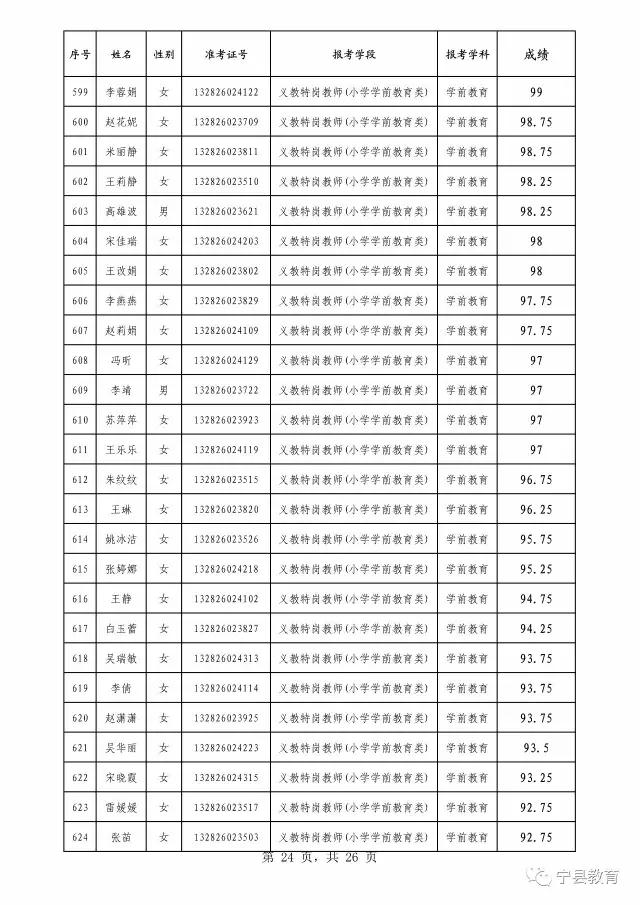 序号 姓名 性别 准考证号 报考学段 报考学科 成绩
599 李蓉娟 女 132826024122 义教特岗教师(小学学前教育类) 学前教育 99
600 赵花妮 女 132826023709 义教特岗教师(小学学前教育类) 学前教育 98.75
601 米丽静 女 132826023811 义教特岗教师(小学学前教育类) 学前教育 98.75
602 王莉静 女 132826023510 义教特岗教师(小学学前教育类) 学前教育 98.25
603 高雄波 男 132826023621 义教特岗教师(小学学前教育类) 学前教育 98.25
604 宋佳瑞 女 132826024203 义教特岗教师(小学学前教育类) 学前教育 98
605 王改娟 女 132826023802 义教特岗教师(小学学前教育类) 学前教育 98
606 李燕燕 女 132826023829 义教特岗教师(小学学前教育类) 学前教育 97.75
607 赵莉娟 女 132826024109 义教特岗教师(小学学前教育类) 学前教育 97.75
608 冯昕 女 132826024129 义教特岗教师(小学学前教育类) 学前教育 97
609 李靖 男 132826023722 义教特岗教师(小学学前教育类) 学前教育 97
610 苏萍萍 女 132826023923 义教特岗教师(小学学前教育类) 学前教育 97
611 王乐乐 女 132826024119 义教特岗教师(小学学前教育类) 学前教育 97
612 朱纹纹 女 132826023515 义教特岗教师(小学学前教育类) 学前教育 96.75
613 王琳 女 132826023820 义教特岗教师(小学学前教育类) 学前教育 96.25
614 姚冰洁 女 132826023526 义教特岗教师(小学学前教育类) 学前教育 95.75
615 张婷娜 女 132826024218 义教特岗教师(小学学前教育类) 学前教育 95.25
616 王静 女 132826024102 义教特岗教师(小学学前教育类) 学前教育 94.75
617 白玉蕾 女 132826023827 义教特岗教师(小学学前教育类) 学前教育 94.25
618 吴瑞敏 女 132826024313 义教特岗教师(小学学前教育类) 学前教育 93.75
619 李倩 女 132826024114 义教特岗教师(小学学前教育类) 学前教育 93.75
620 赵潇潇 女 132826023925 义教特岗教师(小学学前教育类) 学前教育 93.75
621 吴华丽 女 132826024223 义教特岗教师(小学学前教育类) 学前教育 93.5
622 宋晓霞 女 132826024315 义教特岗教师(小学学前教育类) 学前教育 93.25
623 雷媛媛 女 132826023517 义教特岗教师(小学学前教育类) 学前教育 92.75
624 张苗 女 132826023503 义教特岗教师(小学学前教育类) 学前教育 92.75
第 24 页，共 26 页
宁县教育